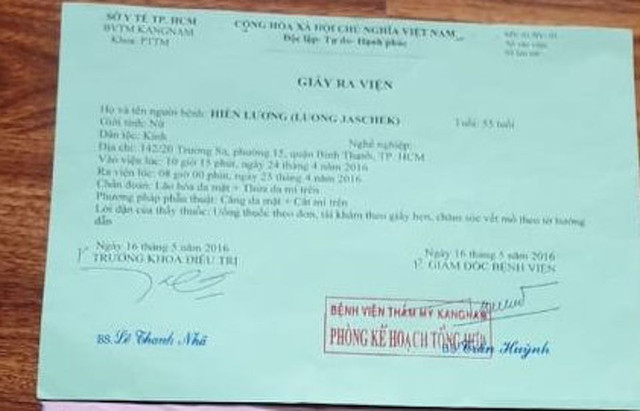 SỞ Y TẾ TP. HCM
BVTM KANGNAM
Khoa: PTTM
CỘNG HÒA XÃ HỘI CHỦ NGHĨA VIỆT NAM
Độc lập- Tự do- Hạnh phúc
GIẤY RA VIỆN
Họ và tên người bệnh: HIỀN LƯƠNG (LUONG JASCHEK) Tuổi: 55 tuổi
Giới tính: Nữ
Dân tộc: Kinh Nghề nghiệp:
Địa chỉ: 142/20 Trường Sa, phường 15, quận Bình Thạnh, TP. HCM
Vào viện lúc: 10 giờ 15 phút, ngày 24 tháng 4 năm 2016
Ra viện lúc: 08 giờ 00 phút, ngày 25 tháng 4 năm 2016
Chẩn đoán: Lão hóa da mặt + Thừa da mi trên
Phương pháp phẫu thuật: Căng da mặt + Cắt mí trên
Lời dặn của thầy thuốc: Uống thuốc theo đơn, tái khám theo giấy hẹn, chăm sóc vết mổ theo tờ hướng
dẫn
Ngày 16 tháng 5 năm 2016
TRƯỞNG KHOA ĐIỀU TRỊ
Ngày 16 tháng 5 năm 2016
GIÁM ĐỐC BỆNH VIỆN
BỆNH VIỆN THẨM MỸ KANGNAM
PHÒNG KẾ HOẠCH TỔNG HỢP
BS. Lê Thanh Nhã
BS. Trần Huỳnh